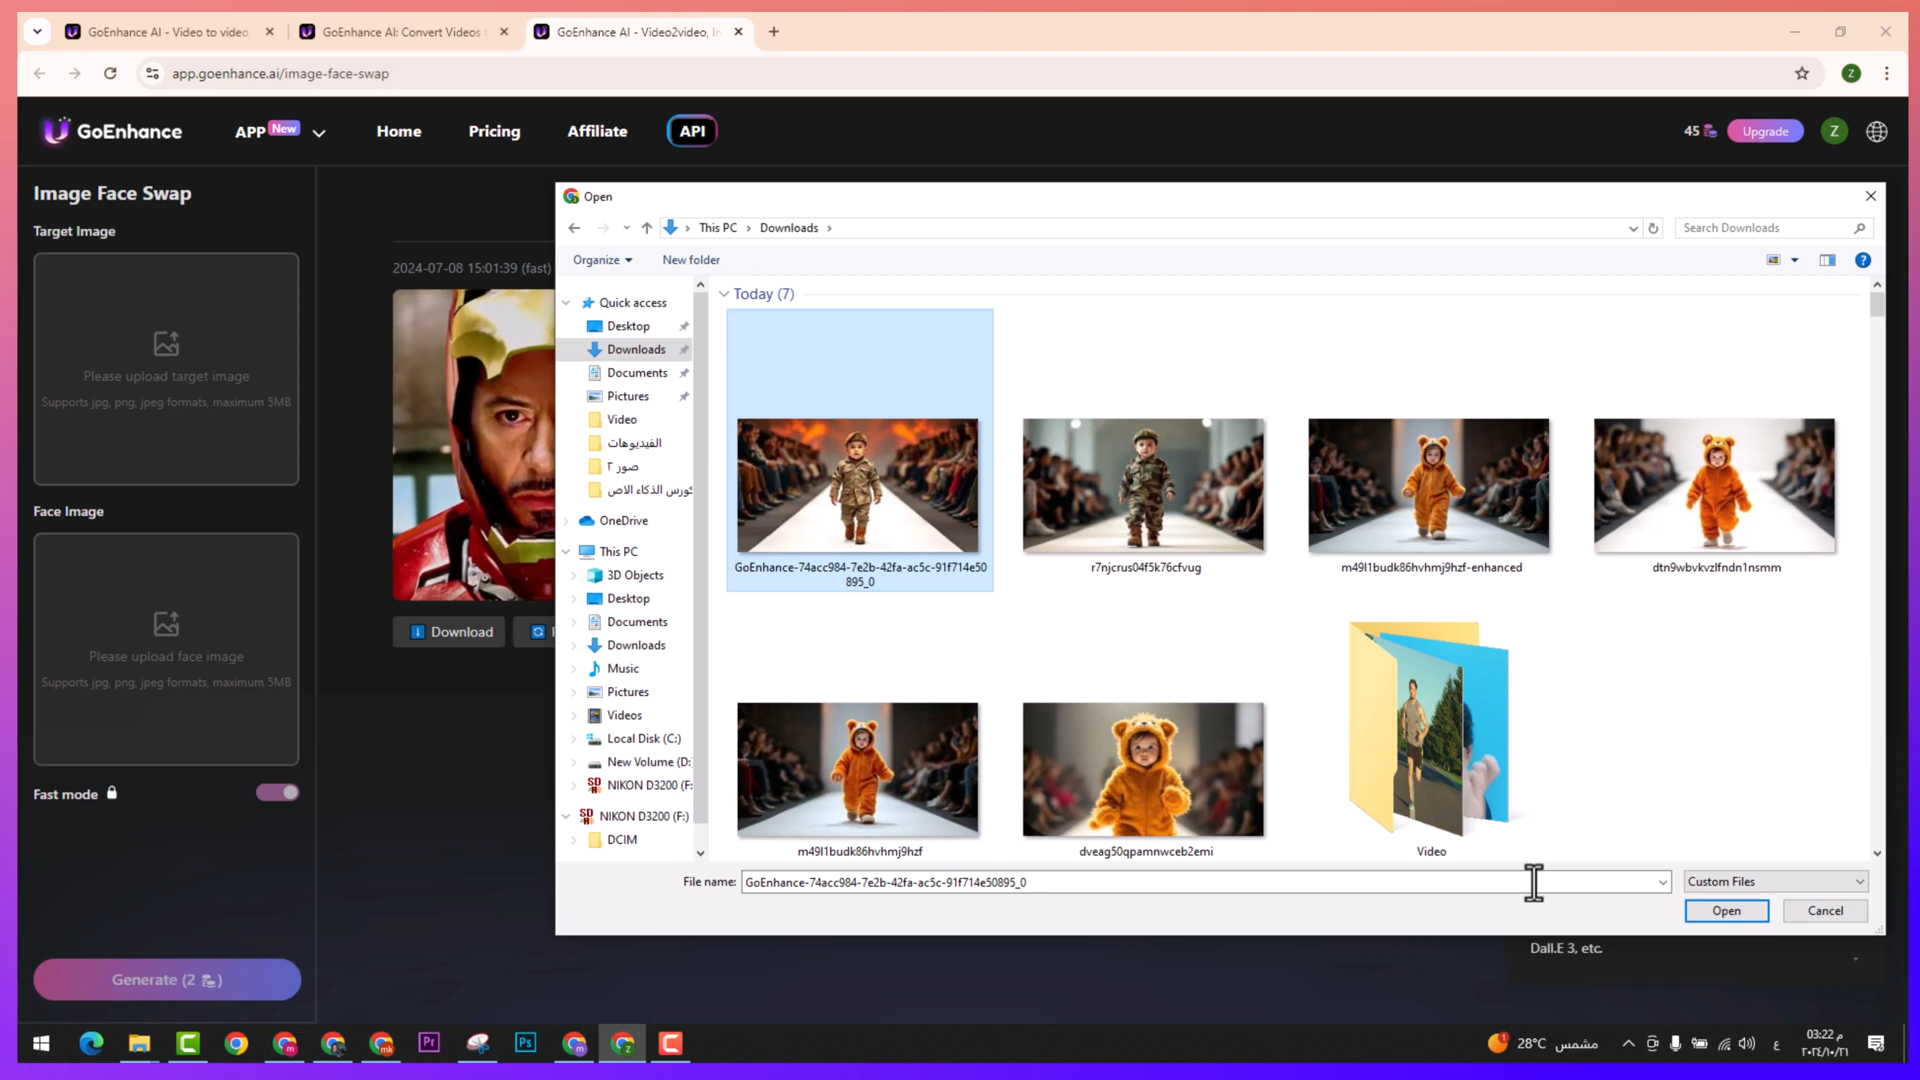 GoEnhance AI - Video to video,
GoEnhance AI: Convert Videos
GoEnhance AI - Video2video, In
app.goenhance.ai/image-face-swap
Z
GoEnhance
APP New
Home
Pricing
Affiliate
API
45
Upgrade
Z
Image Face Swap
Target Image
Please upload target image
Supports jpg, png, jpeg formats, maximum 5MB
Face Image
Please upload face image
Supports jpg, png, jpeg formats, maximum 5MB
Fast mode
Generate (2 )
2024-07-08 15:01:39 (fast)
Download
Open
This PC
Downloads
Search Downloads
Organize
New folder
Quick access
Desktop
Downloads
Documents
Pictures
Video
الفيديوهات
صور ٢
كورس الذكاء الاص
OneDrive
This PC
3D Objects
Desktop
Documents
Downloads
Music
Pictures
Videos
Local Disk (C:)
New Volume (D:
NIKON D3200 (F:
NIKON D3200 (F:)
DCIM
Today (7)
GoEnhance-74acc984-7e2b-42fa-ac5c-91f714e50
895_0
r7njcrus04f5k76cfvug
m49l1budk86hvhmj9hzf-enhanced
dtn9wbvkvzlfndn1nsmm
m49l1budk86hvhmj9hzf
dveag50qpamnwceb2emi
Video
File name:
GoEnhance-74acc984-7e2b-42fa-ac5c-91f714e50895_0
Custom Files
Open
Cancel
Dall.E 3, etc.
Pr
Ps
28°C مشمس
ع
03:22 م
٢٠٢٤/١٠/٢١